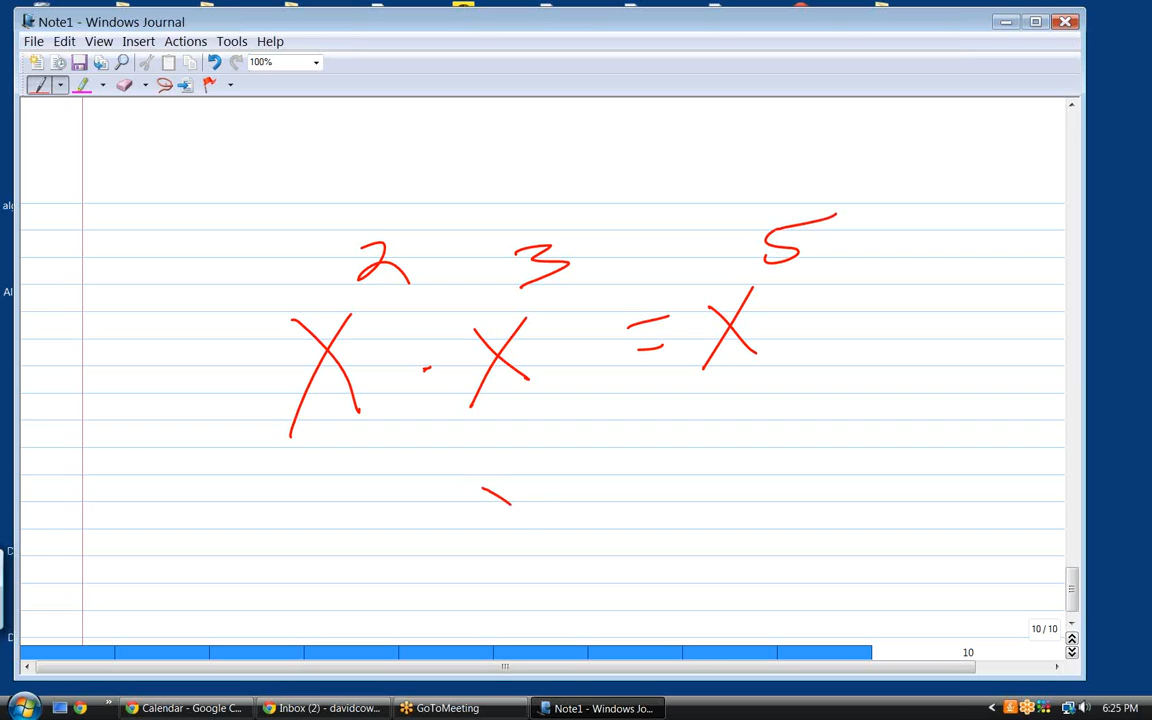 Note1 - Windows Journal
File Edit View Insert Actions Tools Help
100%
x² · x³ = x⁵
10 / 10
10
Calendar - Google C...
Inbox (2) - davidcow...
GoToMeeting
Note1 - Windows Jo...
6:25 PM